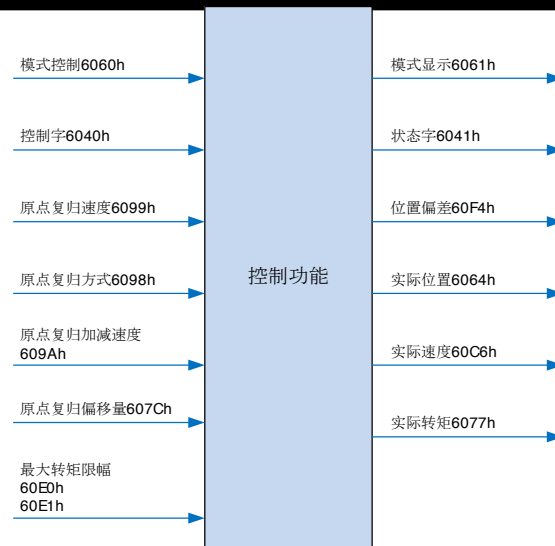 模式控制6060h
控制字6040h
原点复归速度6099h
原点复归方式6098h
原点复归加减速度
609Ah
原点复归偏移量607Ch
最大转矩限幅
60E0h
60E1h
控制功能
模式显示6061h
状态字6041h
位置偏差60F4h
实际位置6064h
实际速度60C6h
实际转矩6077h